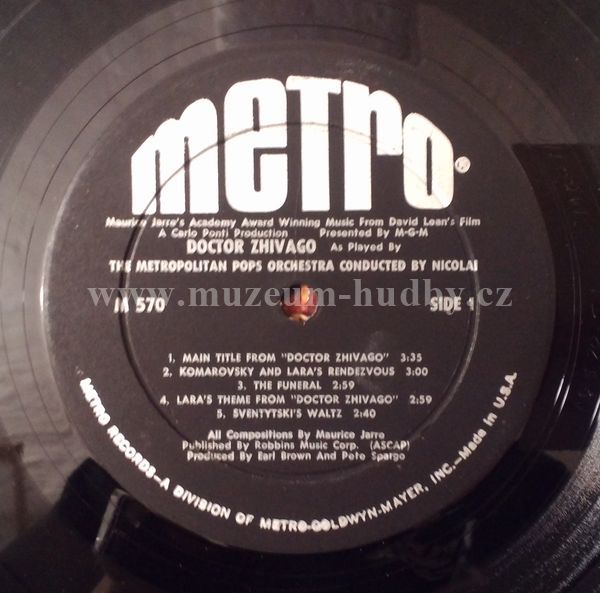 METRO®
Maurice Jarre's Academy Award Winning Music From David Lean's Film
A Carlo Ponti Production Presented By M-G-M
DOCTOR ZHIVAGO As Played By
THE METROPOLITAN POPS ORCHESTRA CONDUCTED BY NICOLAI
www.muzeum-hudby.cz
M 570 SIDE 1
1. MAIN TITLE FROM "DOCTOR ZHIVAGO" 3:35
2. KOMAROVSKY AND LARA'S RENDEZVOUS 3:00
3. THE FUNERAL 2:59
4. LARA'S THEME FROM "DOCTOR ZHIVAGO" 2:59
5. SVENTYTSKI'S WALTZ 2:40
All Compositions By Maurice Jarre
Published By Robbins Music Corp. (ASCAP)
Produced By Earl Brown And Pete Spargo
METRO RECORDS—A DIVISION OF METRO-GOLDWYN-MAYER, INC.—Made in U.S.A.